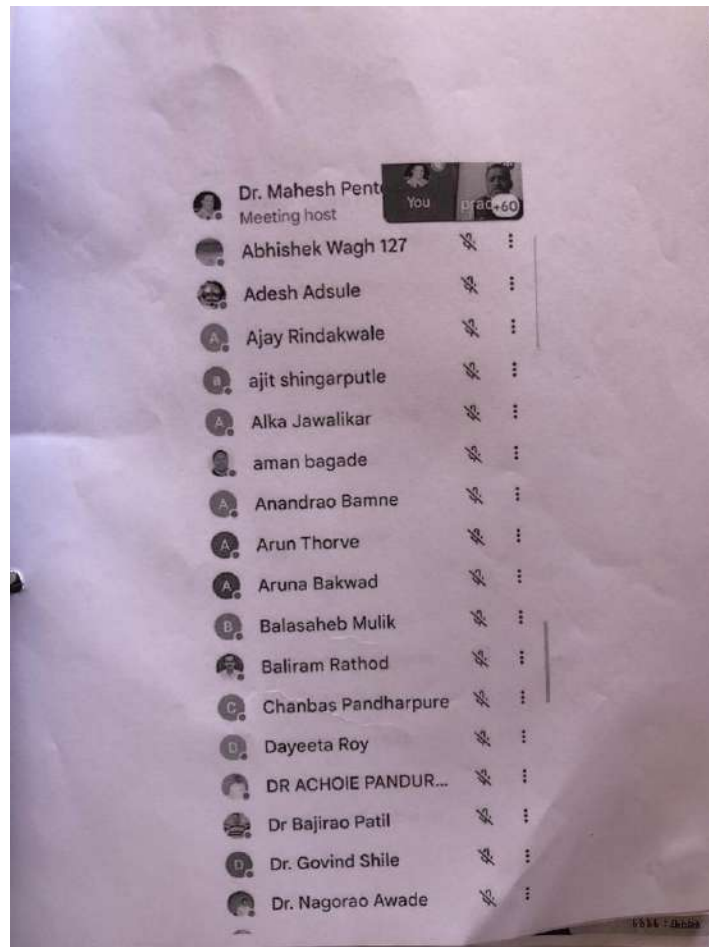 Dr. Mahesh Pent
Meeting host
You
prad
+60
Abhishek Wagh 127
A Adesh Adsule
A Ajay Rindakwale
a ajit shingarputle
A Alka Jawalikar
aman bagade
A Anandrao Bamne
A Arun Thorve
A Aruna Bakwad
B Balasaheb Mulik
Baliram Rathod
C Chanbas Pandharpure
D Dayeeta Roy
DR ACHOIE PANDUR...
Dr Bajirao Patil
D Dr. Govind Shile
Dr. Nagorao Awade